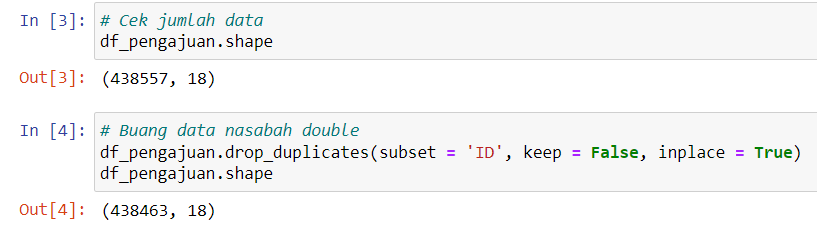 In [3]: # Cek jumlah data
df_pengajuan.shape
Out[3]: (438557, 18)
In [4]: # Buang data nasabah double
df_pengajuan.drop_duplicates(subset = 'ID', keep = False, inplace = True)
df_pengajuan.shape
Out[4]: (438463, 18)